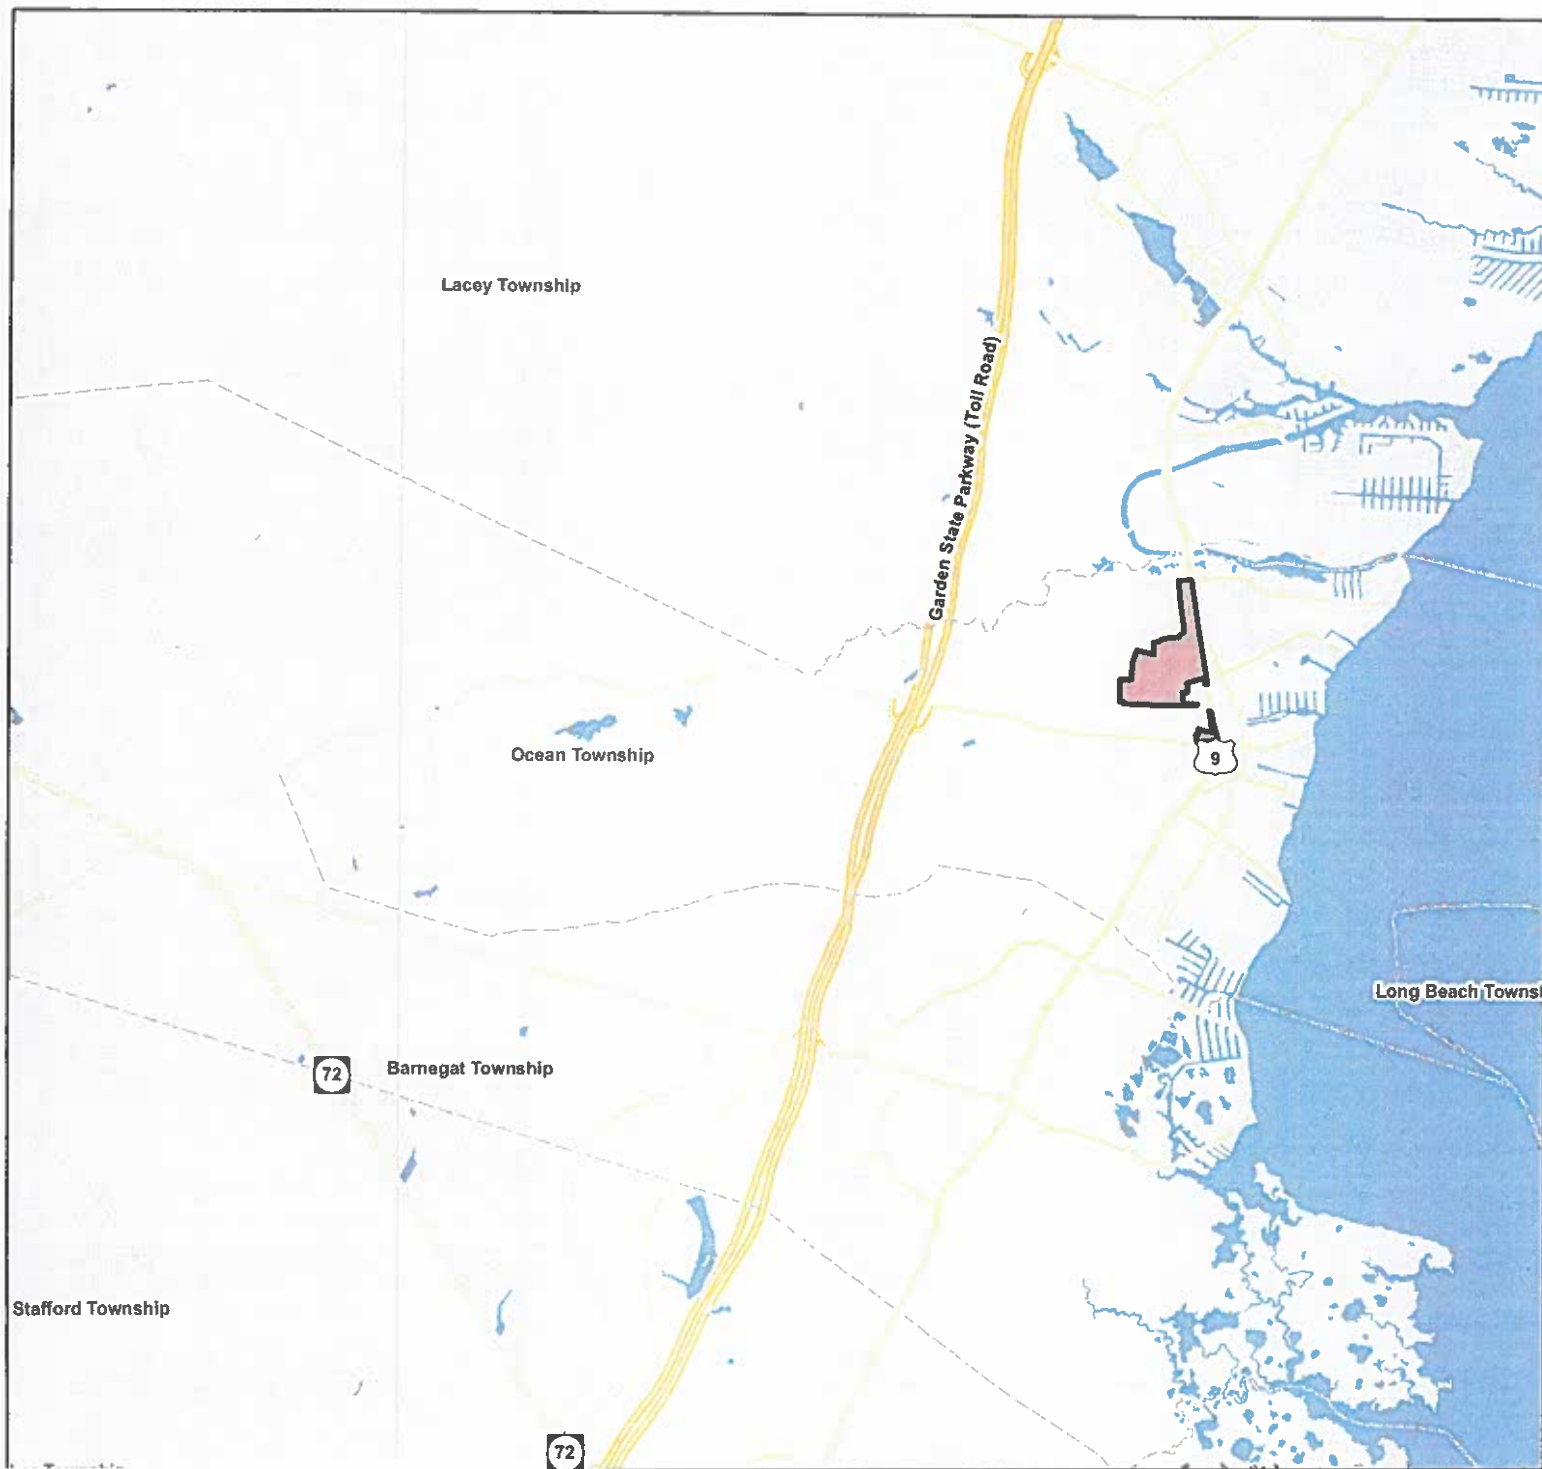 Lacey Township
Garden State Parkway (Toll Road)
Ocean Township
9
Long Beach Towns
72
Barnegat Township
Stafford Township
72
Township